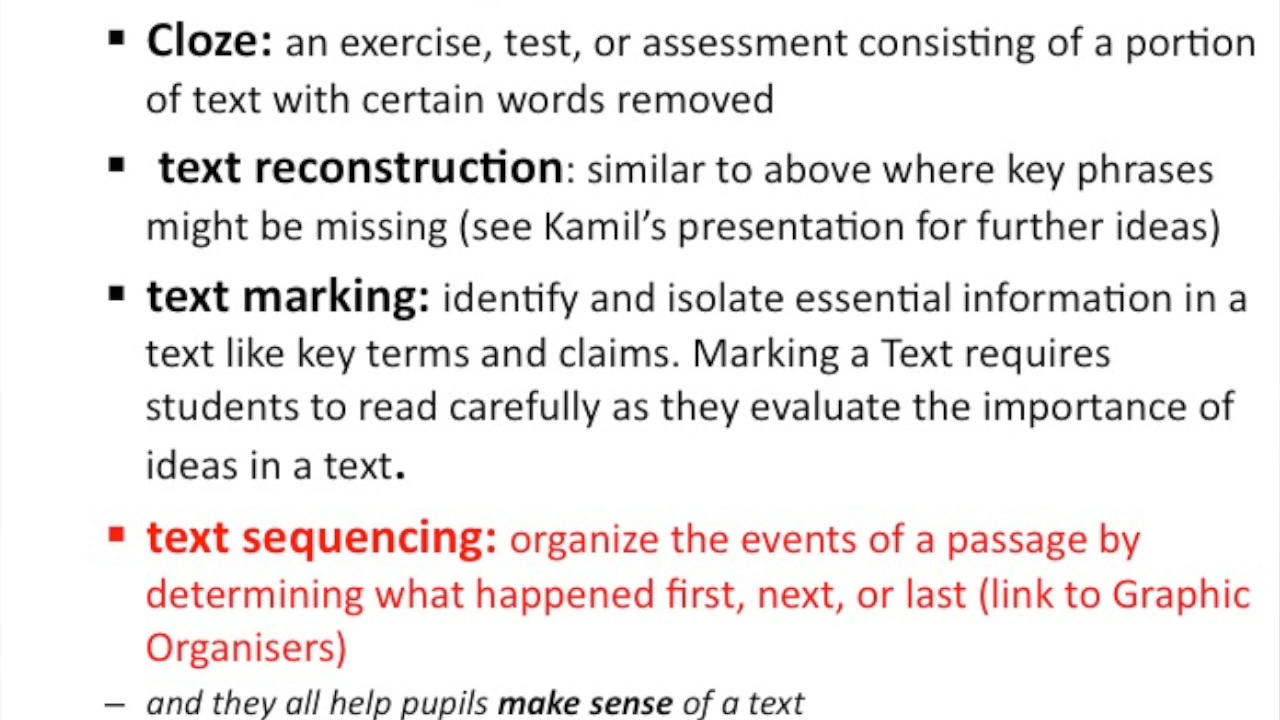 ▪ Cloze: an exercise, test, or assessment consisting of a portion
of text with certain words removed
▪ text reconstruction: similar to above where key phrases
might be missing (see Kamil’s presentation for further ideas)
▪ text marking: identify and isolate essential information in a
text like key terms and claims. Marking a Text requires
students to read carefully as they evaluate the importance of
ideas in a text.
▪ text sequencing: organize the events of a passage by
determining what happened first, next, or last (link to Graphic
Organisers)
– and they all help pupils make sense of a text